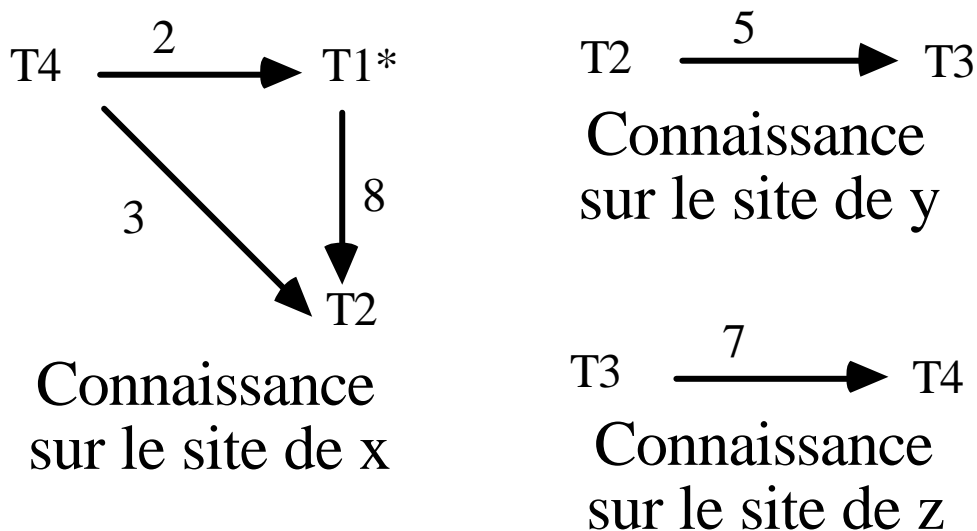 T4 2 T1*
3 8
T2
Connaissance
sur le site de x
T2 5 T3
Connaissance
sur le site de y
T3 7 T4
Connaissance
sur le site de z